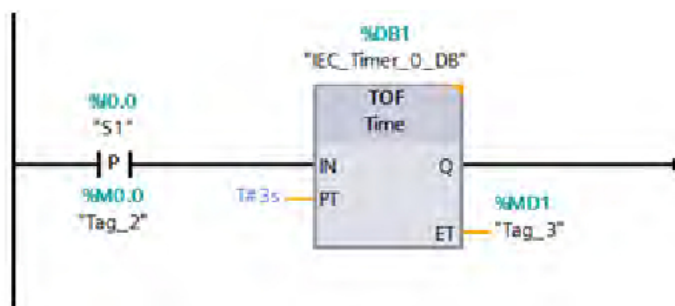 %DB1
"IEC_Timer_0_DB"
%I0.0
"S1"
TOF
Time
P
IN
Q
%M0.0
"Tag_2"
T#3s
PT
%MD1
ET
"Tag_3"